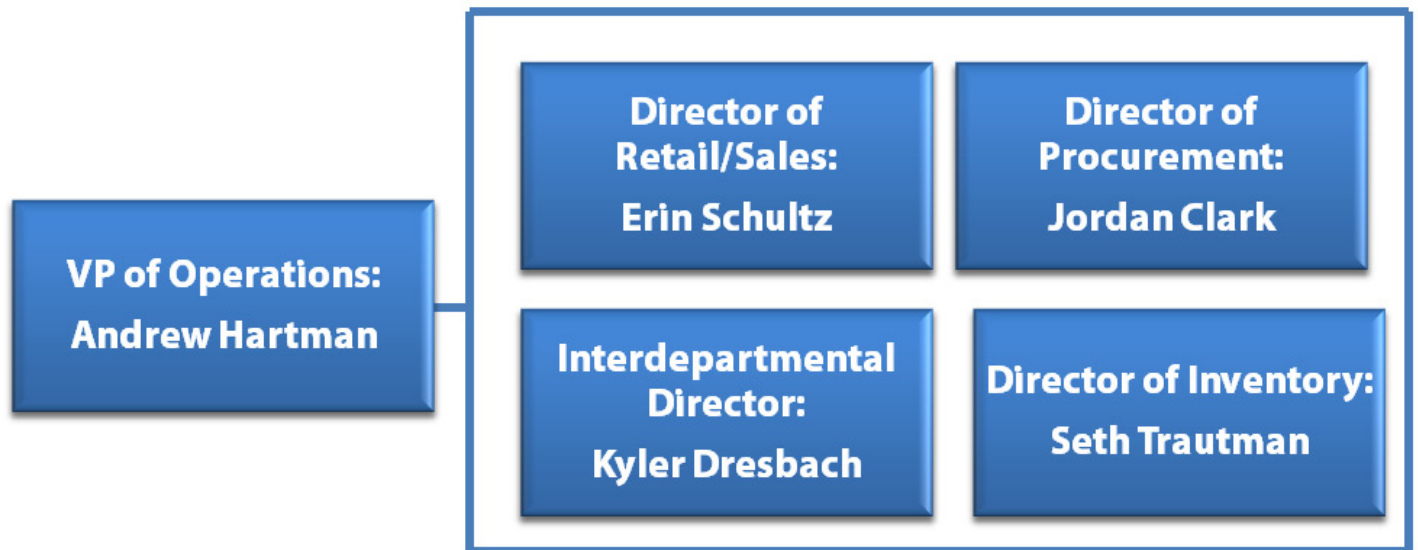 VP of Operations:
Andrew Hartman
Director of
Retail/Sales:
Erin Schultz
Director of
Procurement:
Jordan Clark
Interdepartmental
Director:
Kyler Dresbach
Director of Inventory:
Seth Trautman